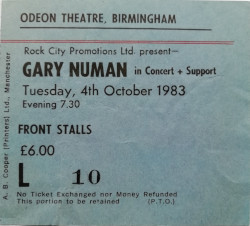 ODEON THEATRE, BIRMINGHAM
Rock City Promotions Ltd. present—
GARY NUMAN in Concert + Support
Tuesday, 4th October 1983
Evening 7.30
FRONT STALLS
£6.00
L 10
No Ticket Exchanged nor Money Refunded
This portion to be retained (P.T.O.)
A. B. Cooper (Printers) Ltd., Manchester